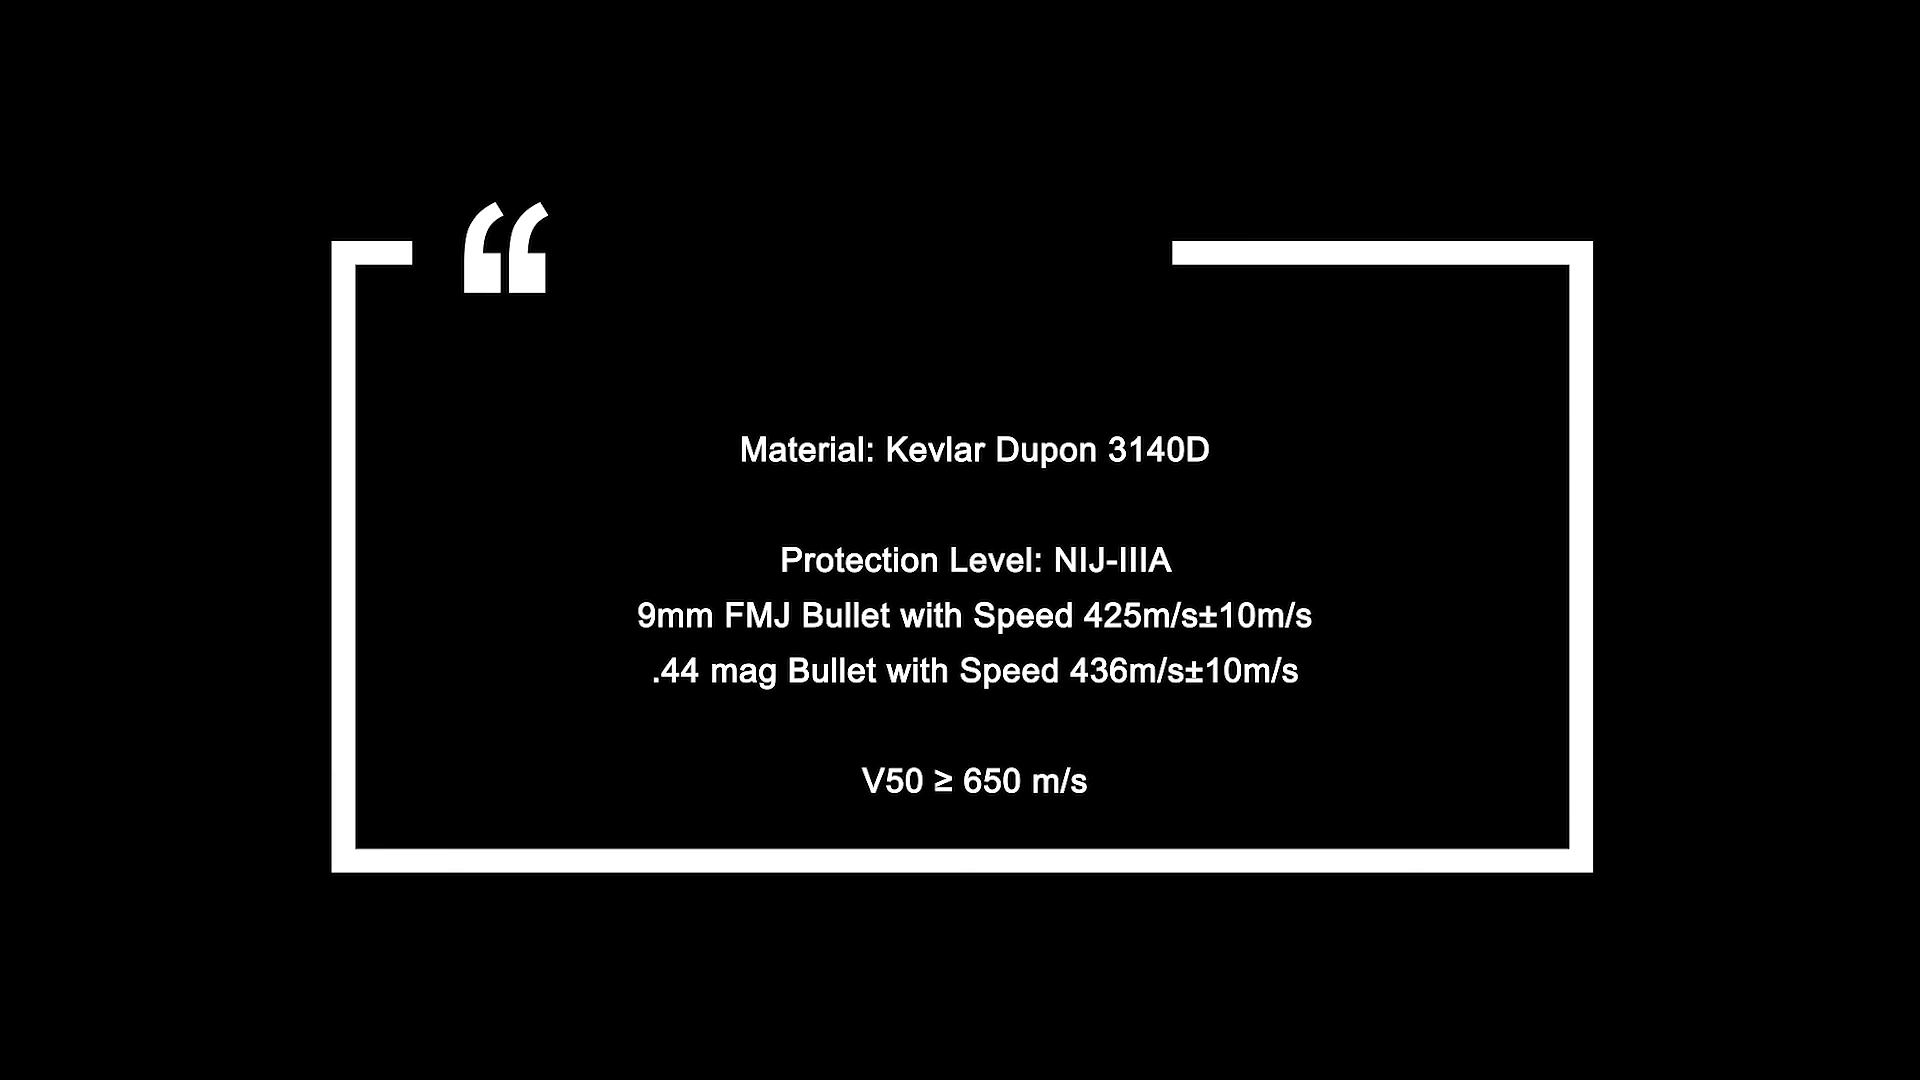 “
Material: Kevlar Dupon 3140D
Protection Level: NIJ-IIIA
9mm FMJ Bullet with Speed 425m/s±10m/s
.44 mag Bullet with Speed 436m/s±10m/s
V50 ≥ 650 m/s